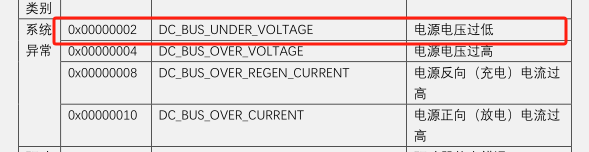 类别
系统 0x00000002 DC_BUS_UNDER_VOLTAGE 电源电压过低
异常 0x00000004 DC_BUS_OVER_VOLTAGE 电源电压过高
0x00000008 DC_BUS_OVER_REGEN_CURRENT 电源反向（充电）电流过
高
0x00000010 DC_BUS_OVER_CURRENT 电源正向（放电）电流过
高